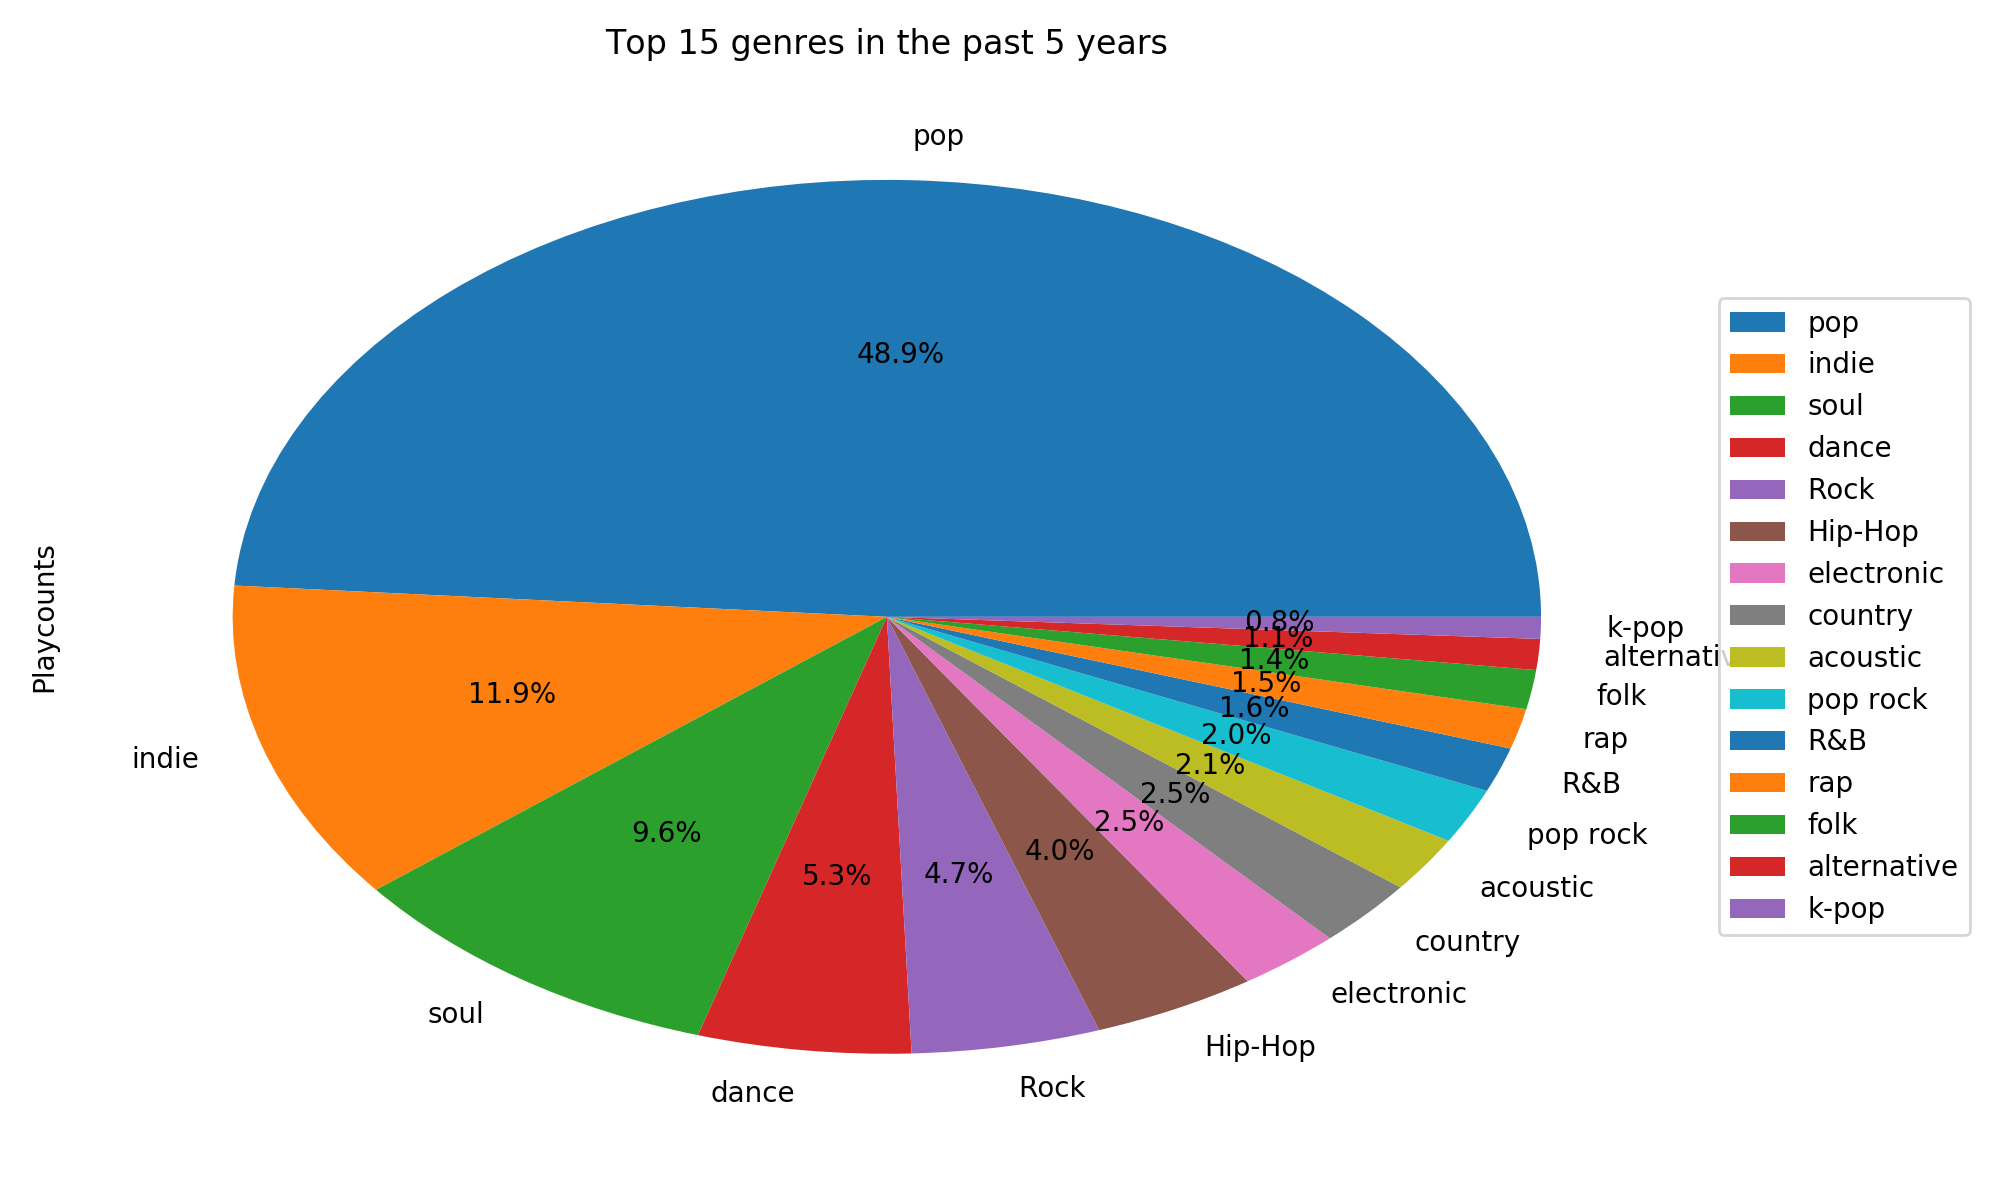 Top 15 genres in the past 5 years
pop
48.9%
Playcounts
11.9%
indie
9.6%
soul
5.3%
dance
4.7%
Rock
4.0%
Hip-Hop
2.5%
electronic
2.5%
country
2.1%
acoustic
2.0%
pop rock
1.6%
R&B
1.5%
rap
1.4%
folk
1.1%
alternativ
0.8%
k-pop
pop
indie
soul
dance
Rock
Hip-Hop
electronic
country
acoustic
pop rock
R&B
rap
folk
alternative
k-pop